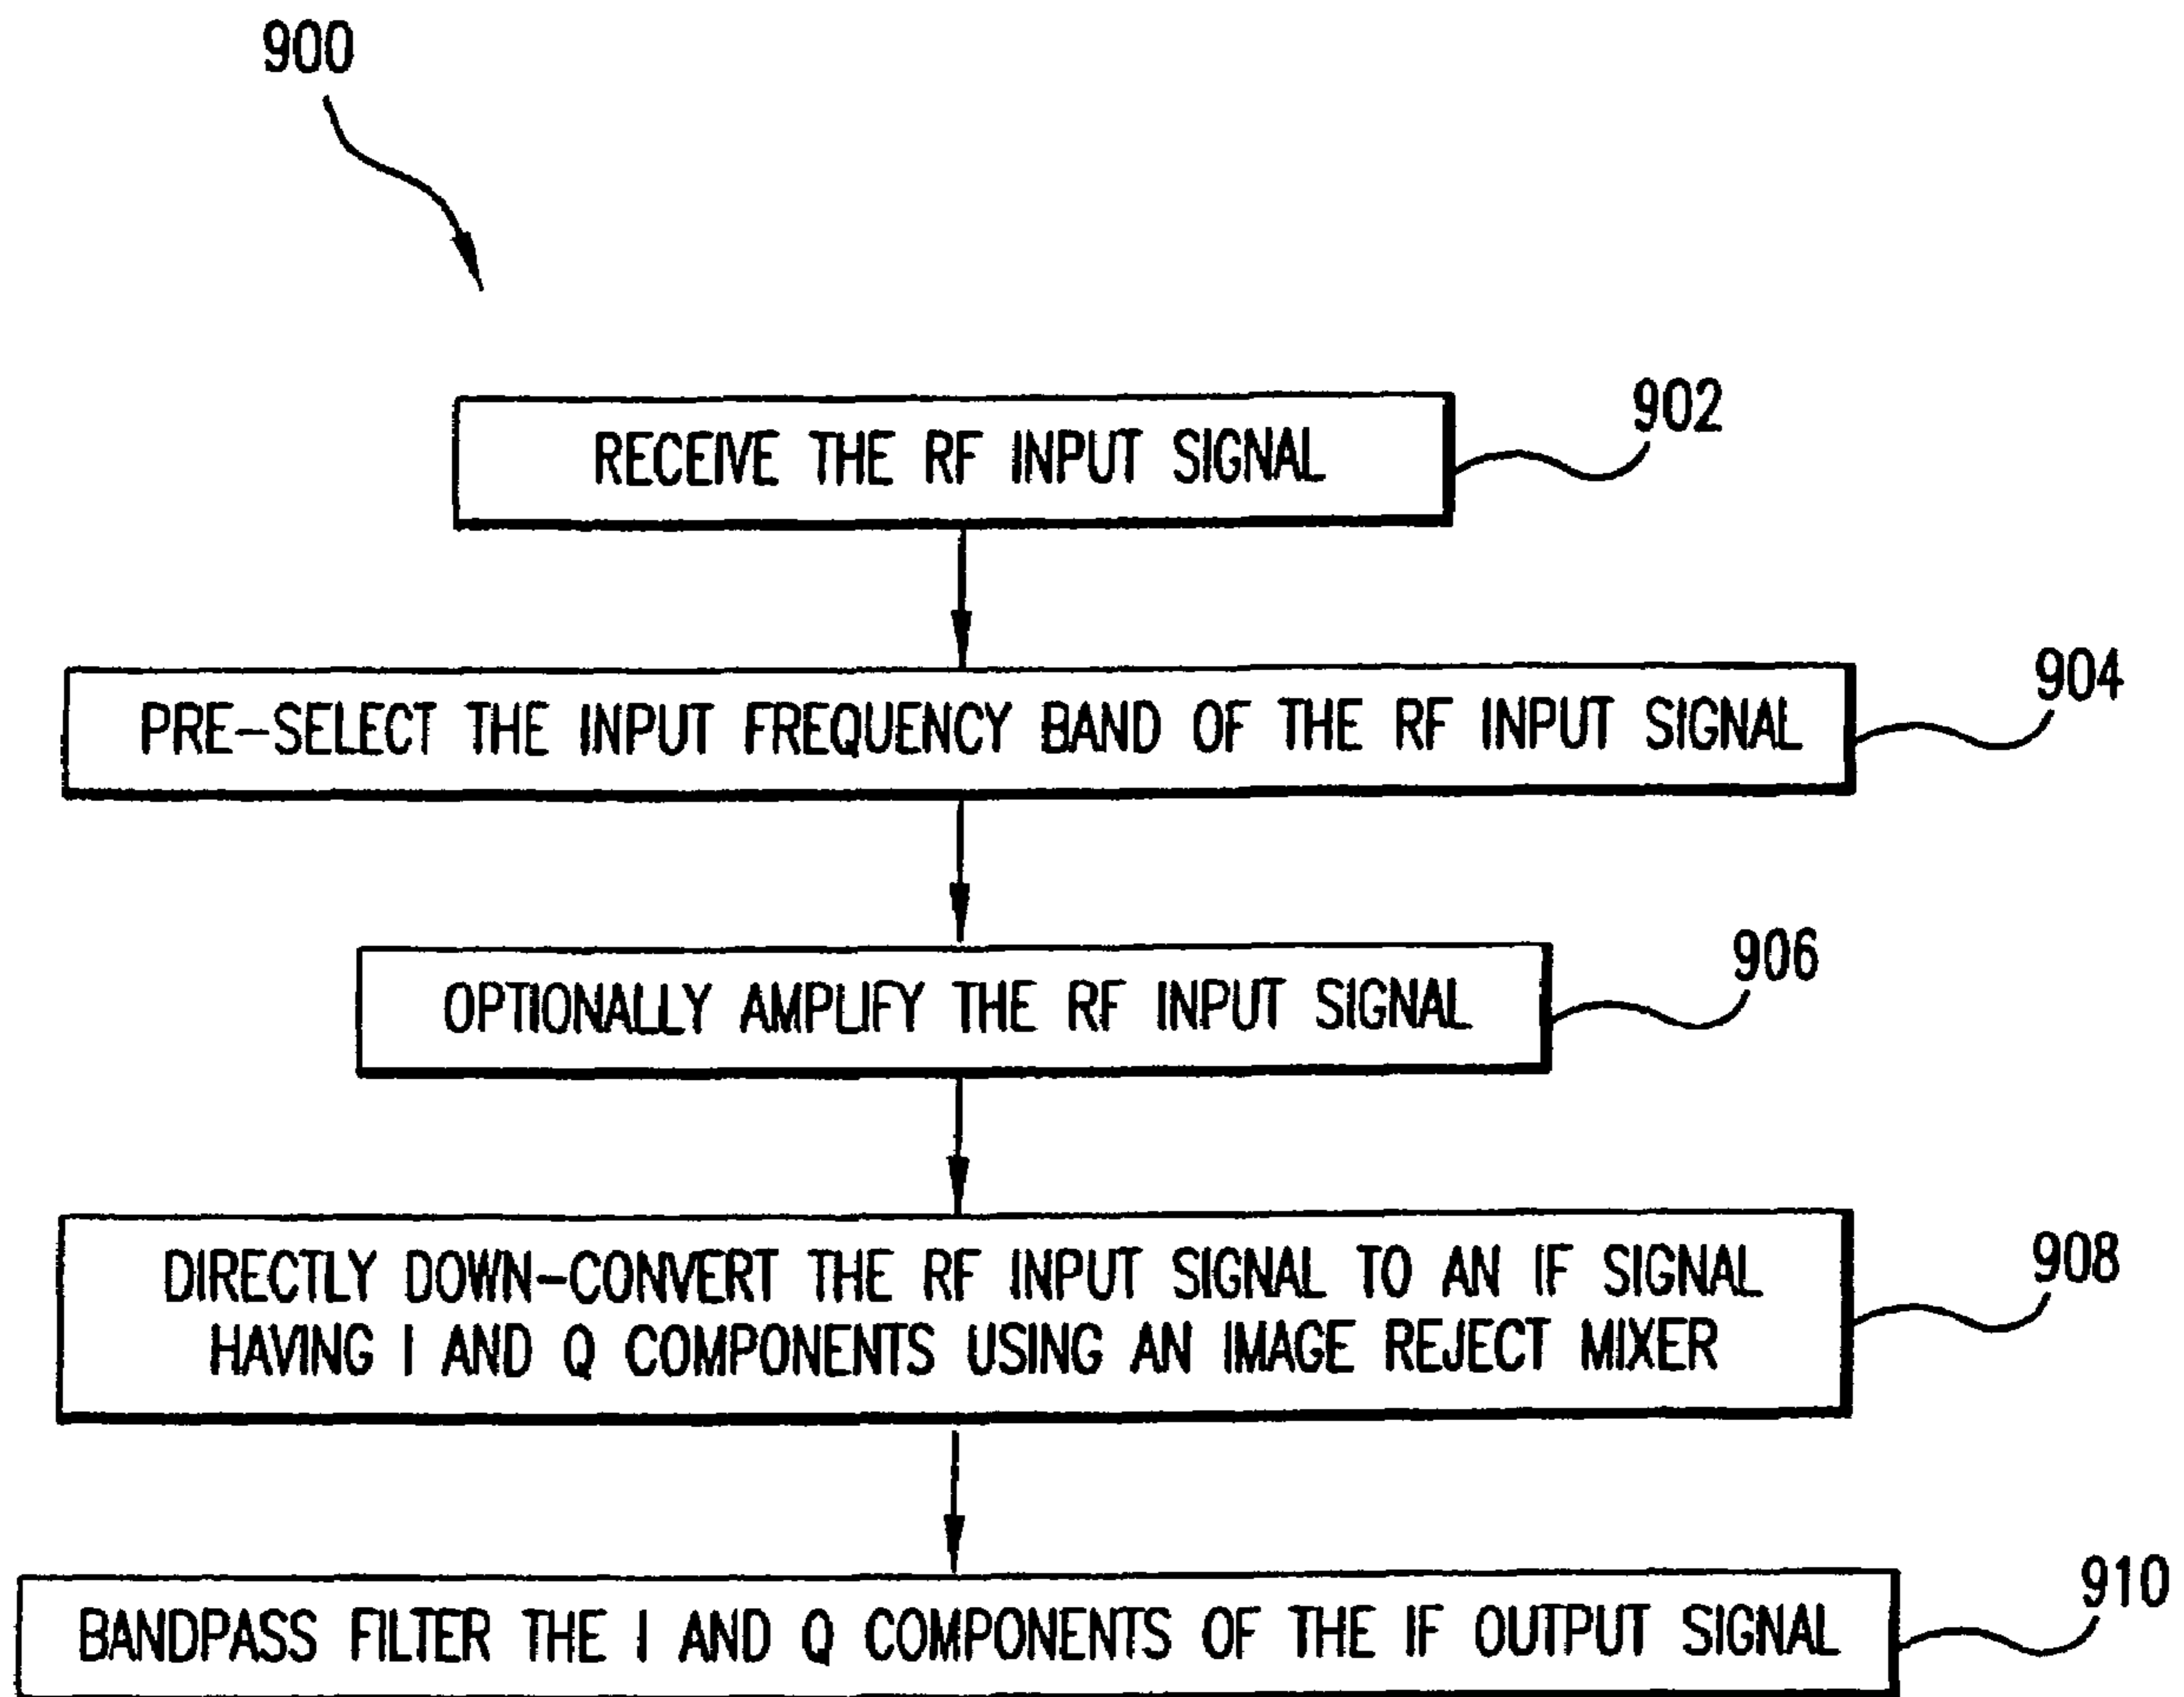 900
RECEIVE THE RF INPUT SIGNAL
902
PRE-SELECT THE INPUT FREQUENCY BAND OF THE RF INPUT SIGNAL
904
OPTIONALLY AMPLIFY THE RF INPUT SIGNAL
906
DIRECTLY DOWN-CONVERT THE RF INPUT SIGNAL TO AN IF SIGNAL
HAVING I AND Q COMPONENTS USING AN IMAGE REJECT MIXER
908
BANDPASS FILTER THE I AND Q COMPONENTS OF THE IF OUTPUT SIGNAL
910